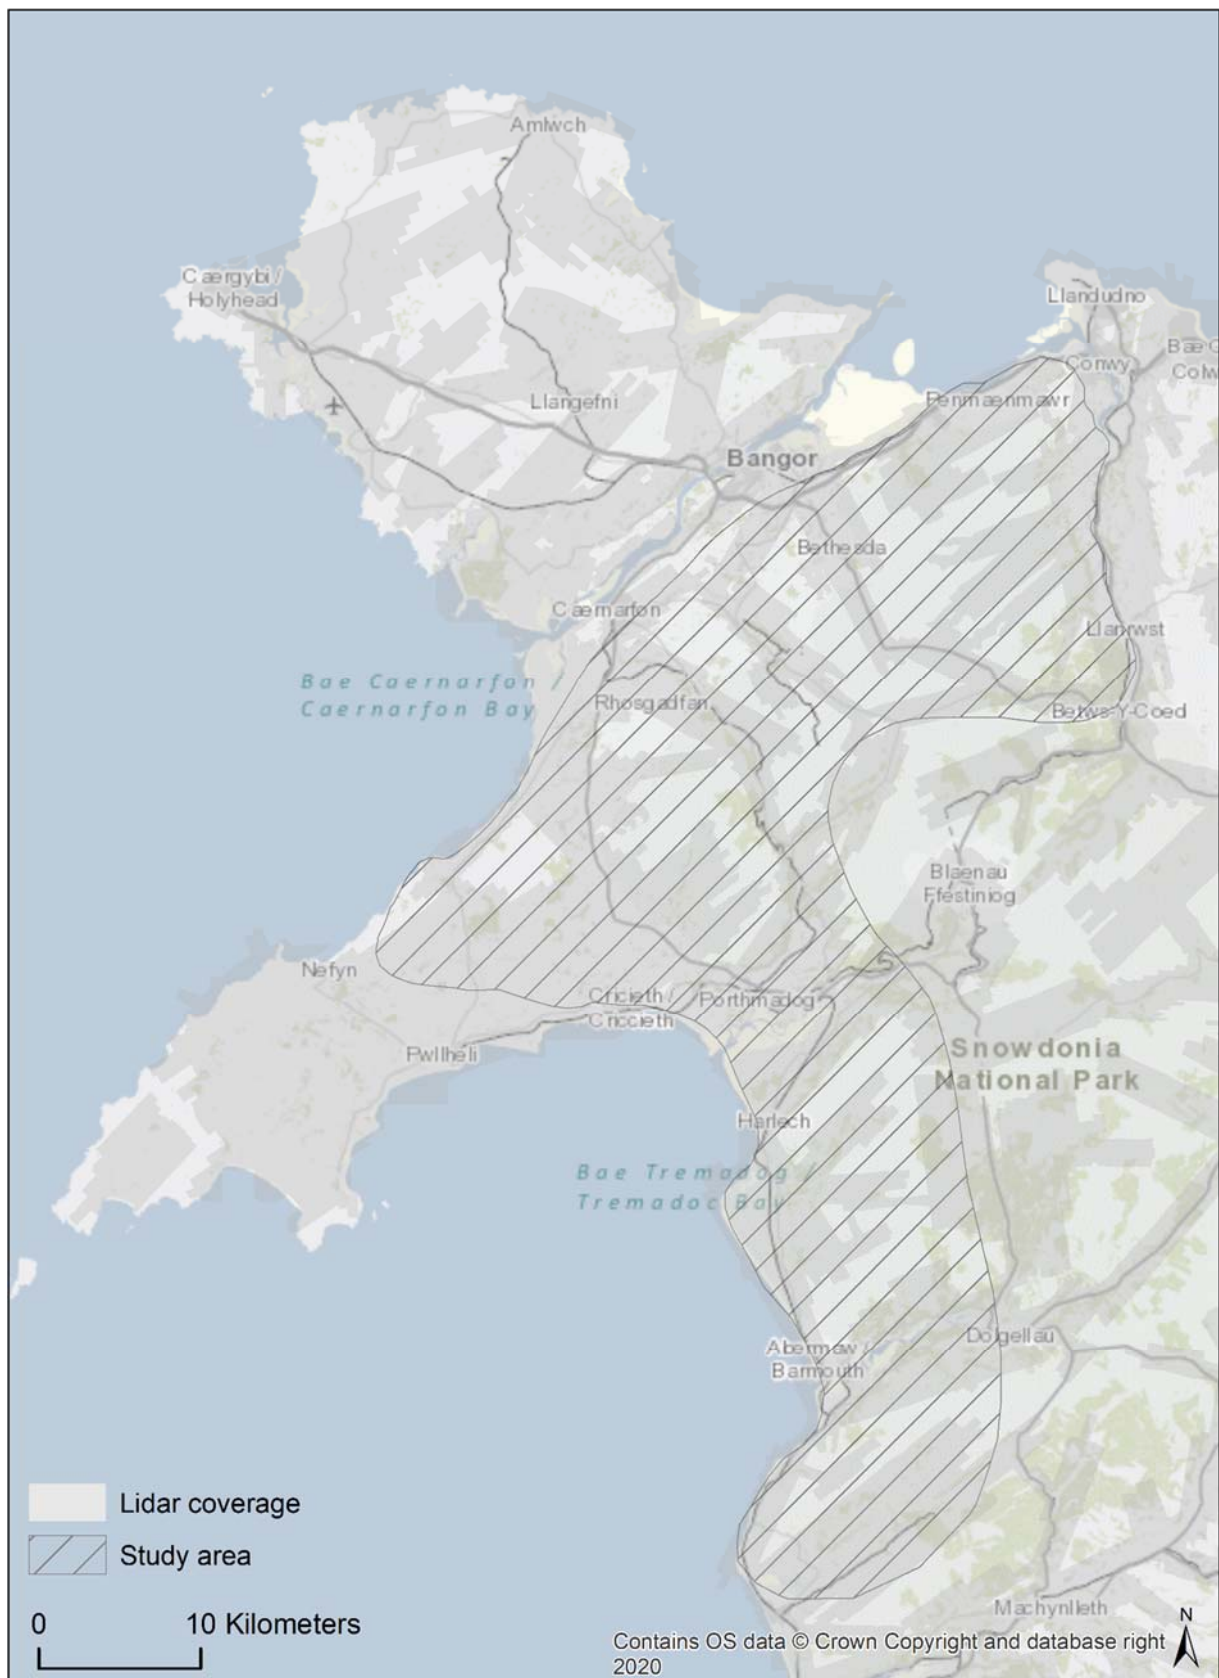 Amlwch
Caergybi /
Holyhead
Llandudno
Bae C
Colw
Conwy
Penmaenmawr
Llangefni
Bangor
Bethesda
Caernarfon
Llanrwst
Bae Caernarfon /
Caernarfon Bay
Rhosgadfan
Betws-Y-Coed
Blaenau
Ffestiniog
Nefyn
Cricieth /
Criccieth
Porthmadog
Pwllheli
Snowdonia
National Park
Harlech
Bae Tremadog /
Tremadoc Bay
Dolgellau
Abermaw /
Barmouth
Lidar coverage
Study area
Machynlleth
0 10 Kilometers
N
Contains OS data © Crown Copyright and database right
2020